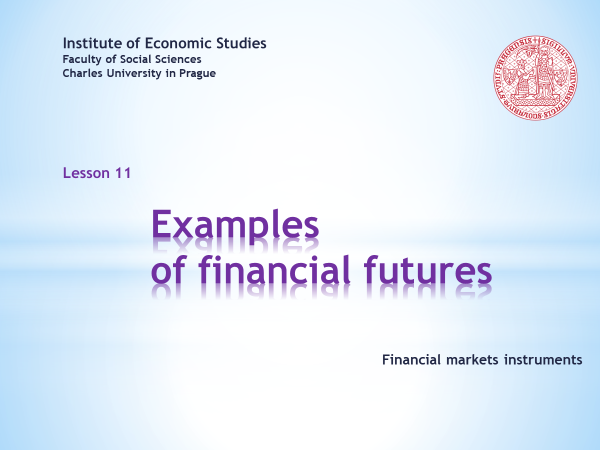 Institute of Economic Studies
Faculty of Social Sciences
Charles University in Prague
Lesson 11
Examples
of financial futures
Financial markets instruments